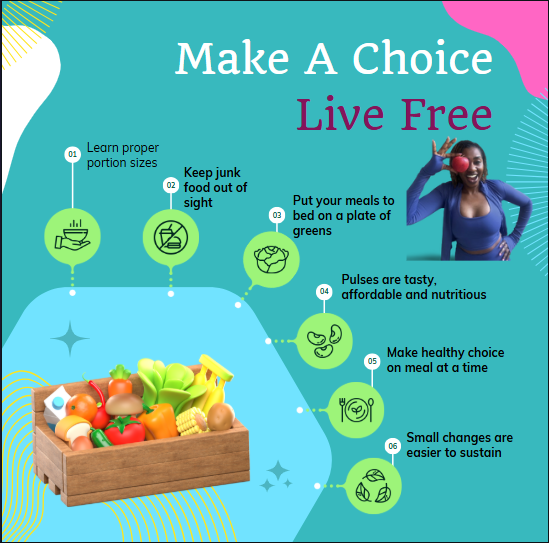 Make A Choice
Live Free
01
Learn proper
portion sizes
02
Keep junk
food out of
sight
03
Put your meals to
bed on a plate of
greens
04
Pulses are tasty,
affordable and nutritious
05
Make healthy choice
on meal at a time
06
Small changes are
easier to sustain